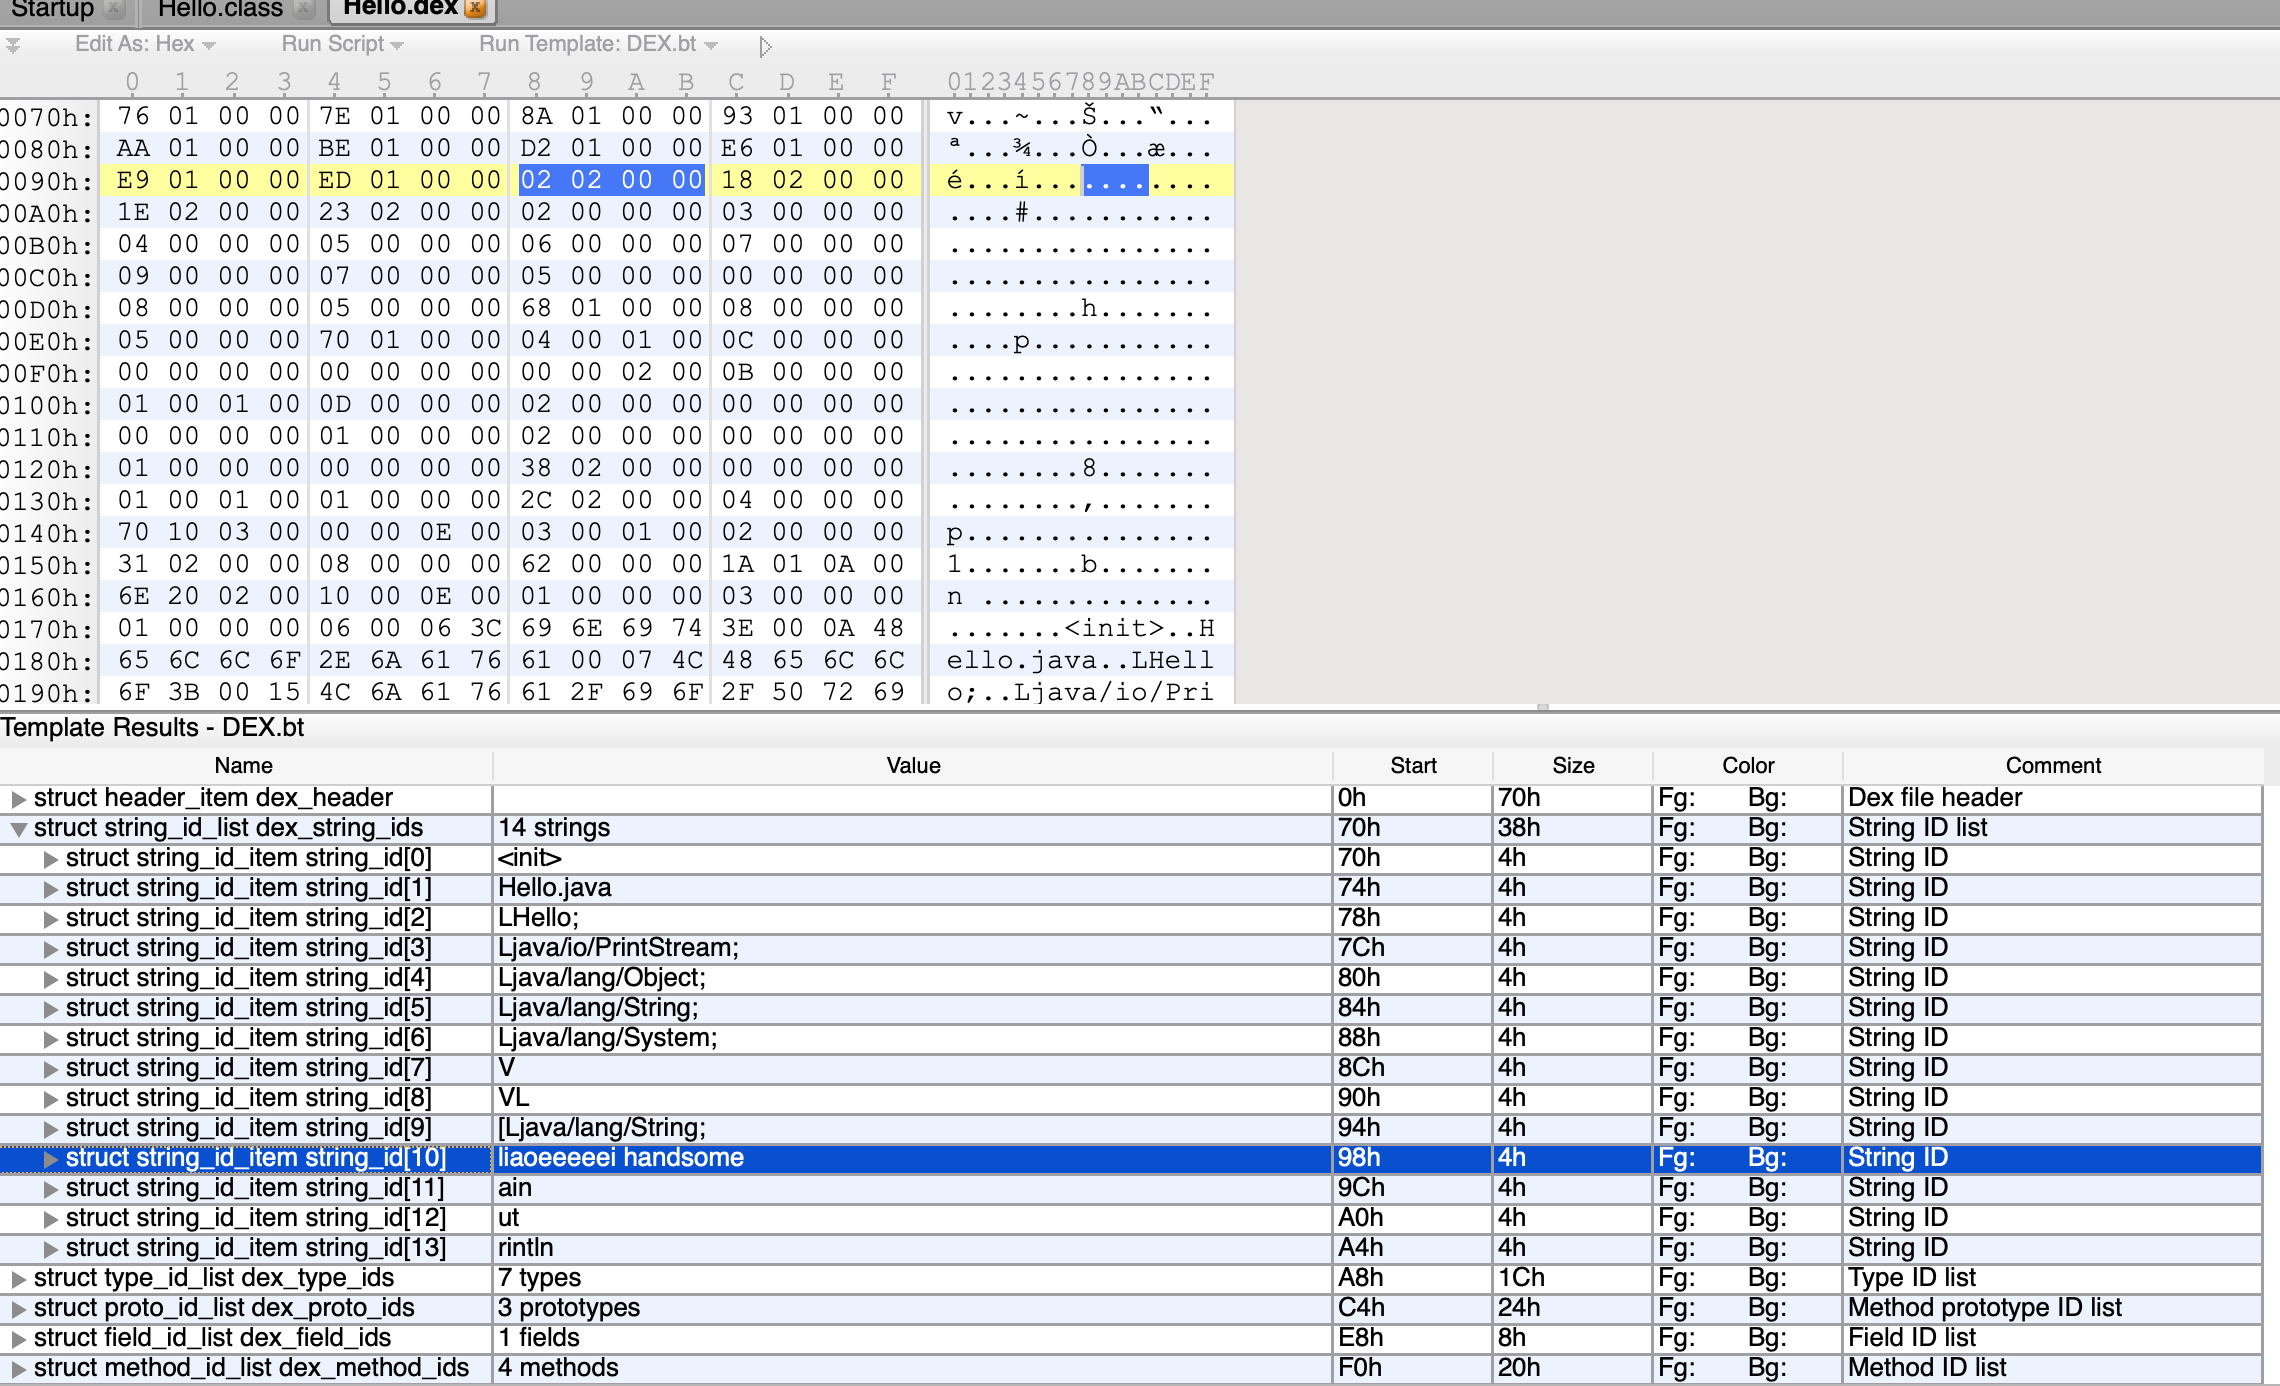 Startup Hello.class Hello.dex
Edit As: Hex Run Script Run Template: DEX.bt
0 1 2 3 4 5 6 7 8 9 A B C D E F 0123456789ABCDEF
0070h: 76 01 00 00 7E 01 00 00 8A 01 00 00 93 01 00 00 v...~...Š...“...
0080h: AA 01 00 00 BE 01 00 00 D2 01 00 00 E6 01 00 00 ª...¾...Ò...æ...
0090h: E9 01 00 00 ED 01 00 00 02 02 00 00 18 02 00 00 é...í...........
00A0h: 1E 02 00 00 23 02 00 00 02 00 00 00 03 00 00 00 ....#...........
00B0h: 04 00 00 00 05 00 00 00 06 00 00 00 07 00 00 00 ................
00C0h: 09 00 00 00 07 00 00 00 05 00 00 00 00 00 00 00 ................
00D0h: 08 00 00 00 05 00 00 00 68 01 00 00 08 00 00 00 ........h.......
00E0h: 05 00 00 00 70 01 00 00 04 00 01 00 0C 00 00 00 ....p...........
00F0h: 00 00 00 00 00 00 00 00 00 00 02 00 0B 00 00 00 ................
0100h: 01 00 01 00 0D 00 00 00 02 00 00 00 00 00 00 00 ................
0110h: 00 00 00 00 01 00 00 00 02 00 00 00 00 00 00 00 ................
0120h: 01 00 00 00 00 00 00 00 38 02 00 00 00 00 00 00 ........8.......
0130h: 01 00 01 00 01 00 00 00 2C 02 00 00 04 00 00 00 ........,.......
0140h: 70 10 03 00 00 00 0E 00 03 00 01 00 02 00 00 00 p...............
0150h: 31 02 00 00 08 00 00 00 62 00 00 00 1A 01 0A 00 1.......b.......
0160h: 6E 20 02 00 10 00 0E 00 01 00 00 00 03 00 00 00 n ..............
0170h: 01 00 00 00 06 00 06 3C 69 6E 69 74 3E 00 0A 48 .......<init>..H
0180h: 65 6C 6C 6F 2E 6A 61 76 61 00 07 4C 48 65 6C 6C ello.java..LHell
0190h: 6F 3B 00 15 4C 6A 61 76 61 2F 69 6F 2F 50 72 69 o;..Ljava/io/Pri
Template Results - DEX.bt
Name Value Start Size Color Comment
struct header_item dex_header 0h 70h Fg: Bg: Dex file header
struct string_id_list dex_string_ids 14 strings 70h 38h Fg: Bg: String ID list
struct string_id_item string_id[0] <init> 70h 4h Fg: Bg: String ID
struct string_id_item string_id[1] Hello.java 74h 4h Fg: Bg: String ID
struct string_id_item string_id[2] LHello; 78h 4h Fg: Bg: String ID
struct string_id_item string_id[3] Ljava/io/PrintStream; 7Ch 4h Fg: Bg: String ID
struct string_id_item string_id[4] Ljava/lang/Object; 80h 4h Fg: Bg: String ID
struct string_id_item string_id[5] Ljava/lang/String; 84h 4h Fg: Bg: String ID
struct string_id_item string_id[6] Ljava/lang/System; 88h 4h Fg: Bg: String ID
struct string_id_item string_id[7] V 8Ch 4h Fg: Bg: String ID
struct string_id_item string_id[8] VL 90h 4h Fg: Bg: String ID
struct string_id_item string_id[9] [Ljava/lang/String; 94h 4h Fg: Bg: String ID
struct string_id_item string_id[10] liaoeeeeei handsome 98h 4h Fg: Bg: String ID
struct string_id_item string_id[11] ain 9Ch 4h Fg: Bg: String ID
struct string_id_item string_id[12] ut A0h 4h Fg: Bg: String ID
struct string_id_item string_id[13] rintln A4h 4h Fg: Bg: String ID
struct type_id_list dex_type_ids 7 types A8h 1Ch Fg: Bg: Type ID list
struct proto_id_list dex_proto_ids 3 prototypes C4h 24h Fg: Bg: Method prototype ID list
struct field_id_list dex_field_ids 1 fields E8h 8h Fg: Bg: Field ID list
struct method_id_list dex_method_ids 4 methods F0h 20h Fg: Bg: Method ID list